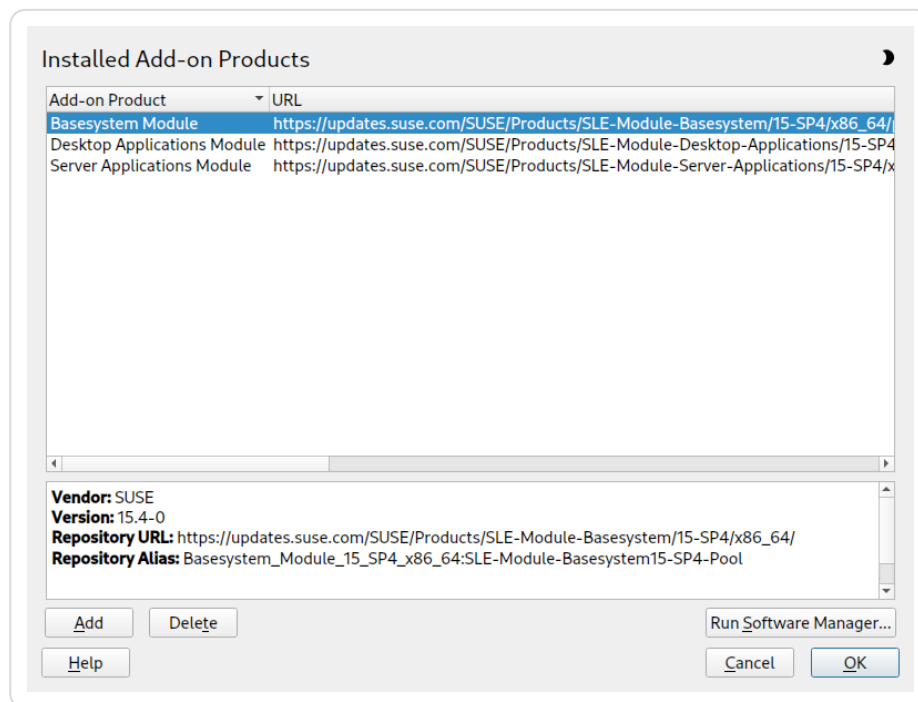 Installed Add-on Products
Add-on Product URL
Basesystem Module https://updates.suse.com/SUSE/Products/SLE-Module-Basesystem/15-SP4/x86_64/
Desktop Applications Module https://updates.suse.com/SUSE/Products/SLE-Module-Desktop-Applications/15-SP4
Server Applications Module https://updates.suse.com/SUSE/Products/SLE-Module-Server-Applications/15-SP4/x
Vendor: SUSE
Version: 15.4-0
Repository URL: https://updates.suse.com/SUSE/Products/SLE-Module-Basesystem/15-SP4/x86_64/
Repository Alias: Basesystem_Module_15_SP4_x86_64:SLE-Module-Basesystem15-SP4-Pool
Add Delete Run Software Manager...
Help Cancel OK